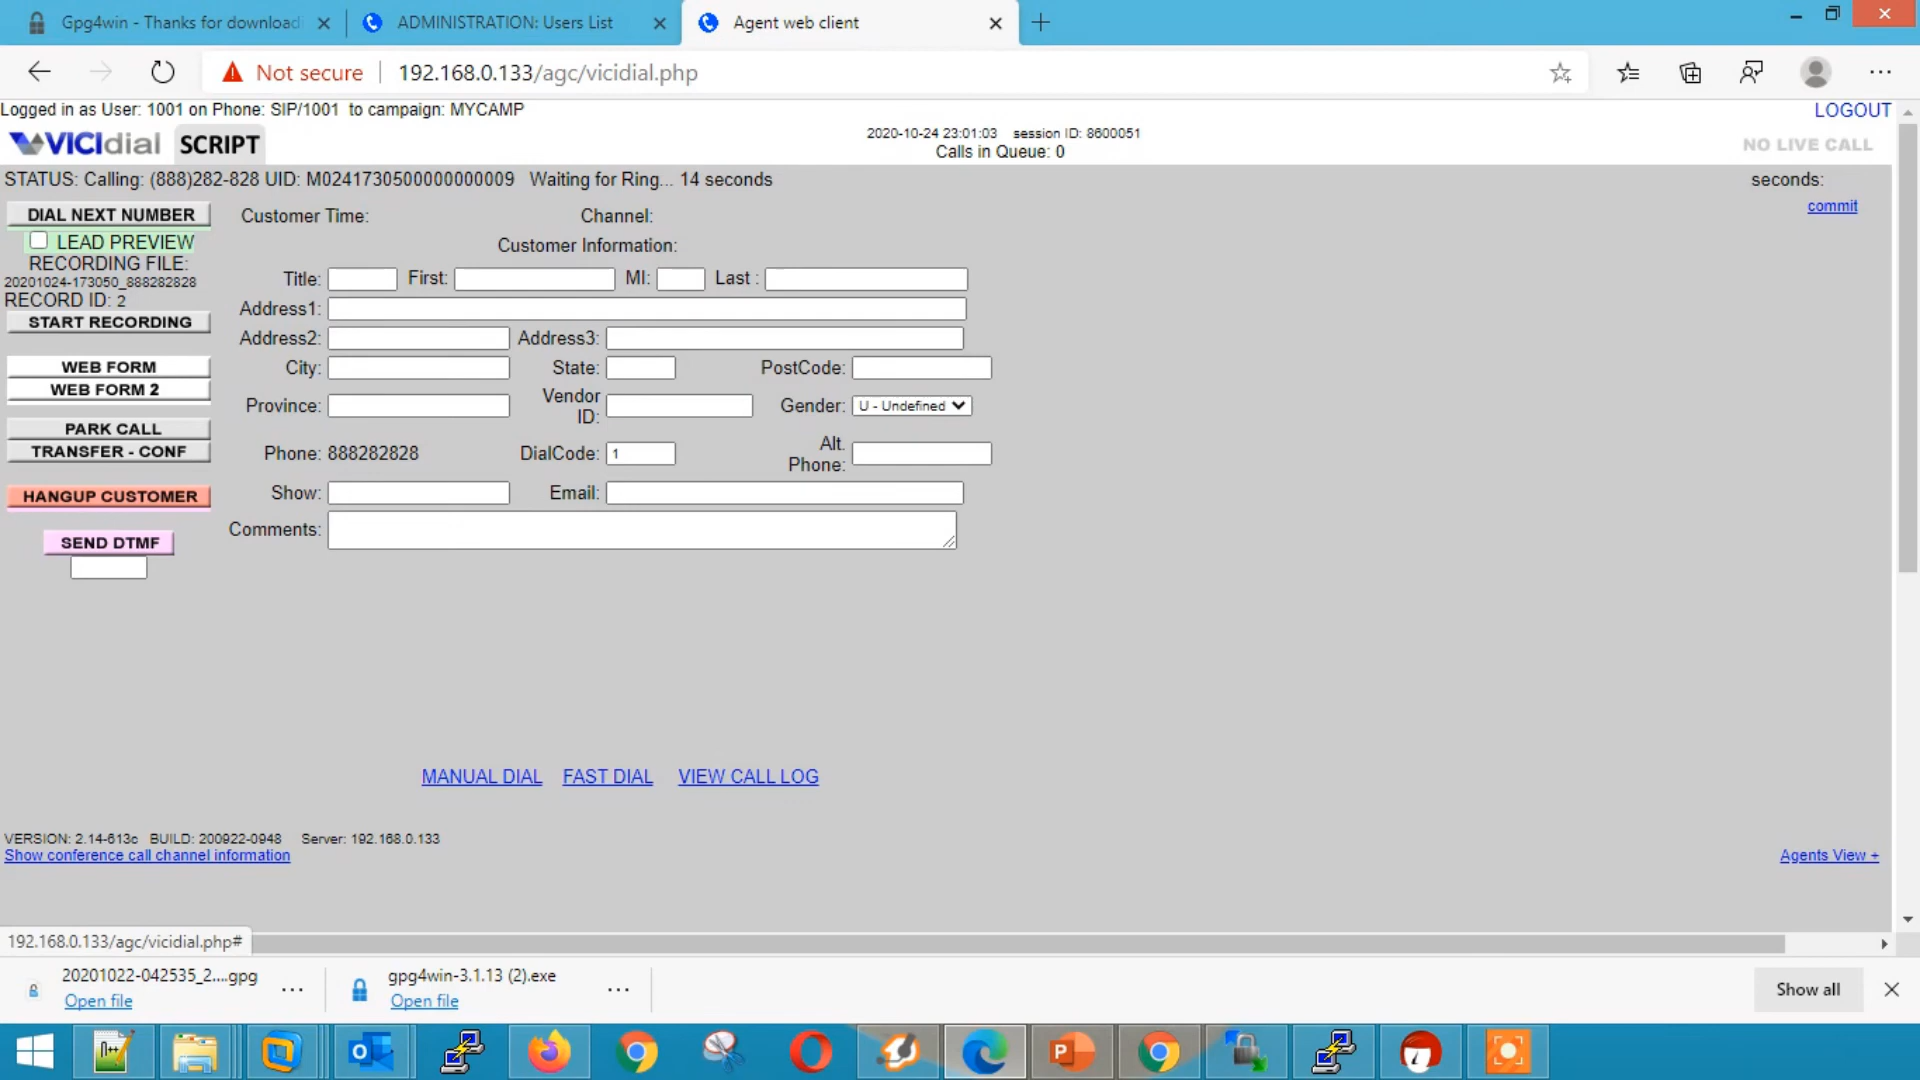 Gpg4win - Thanks for download
ADMINISTRATION: Users List
Agent web client
Not secure 192.168.0.133/agc/vicidial.php
Logged in as User: 1001 on Phone: SIP/1001 to campaign: MYCAMP
LOGOUT
VICIdial SCRIPT
2020-10-24 23:01:03 session ID: 8600051
Calls in Queue: 0
NO LIVE CALL
STATUS: Calling: (888)282-828 UID: M0241730500000000009 Waiting for Ring... 14 seconds
seconds:
commit
DIAL NEXT NUMBER
LEAD PREVIEW
RECORDING FILE:
20201024-173050_888282828
RECORD ID: 2
START RECORDING
WEB FORM
WEB FORM 2
PARK CALL
TRANSFER - CONF
HANGUP CUSTOMER
SEND DTMF
Customer Time: Channel:
Customer Information:
Title: First: MI: Last :
Address1:
Address2: Address3:
City: State: PostCode:
Province: Vendor ID: Gender: U - Undefined
Phone: 888282828 DialCode: 1 Alt. Phone:
Show: Email:
Comments:
MANUAL DIAL FAST DIAL VIEW CALL LOG
VERSION: 2.14-613c BUILD: 200922-0948 Server: 192.168.0.133
Show conference call channel information
Agents View +
192.168.0.133/agc/vicidial.php#
20201022-042535_2....gpg
Open file
gpg4win-3.1.13 (2).exe
Open file
Show all